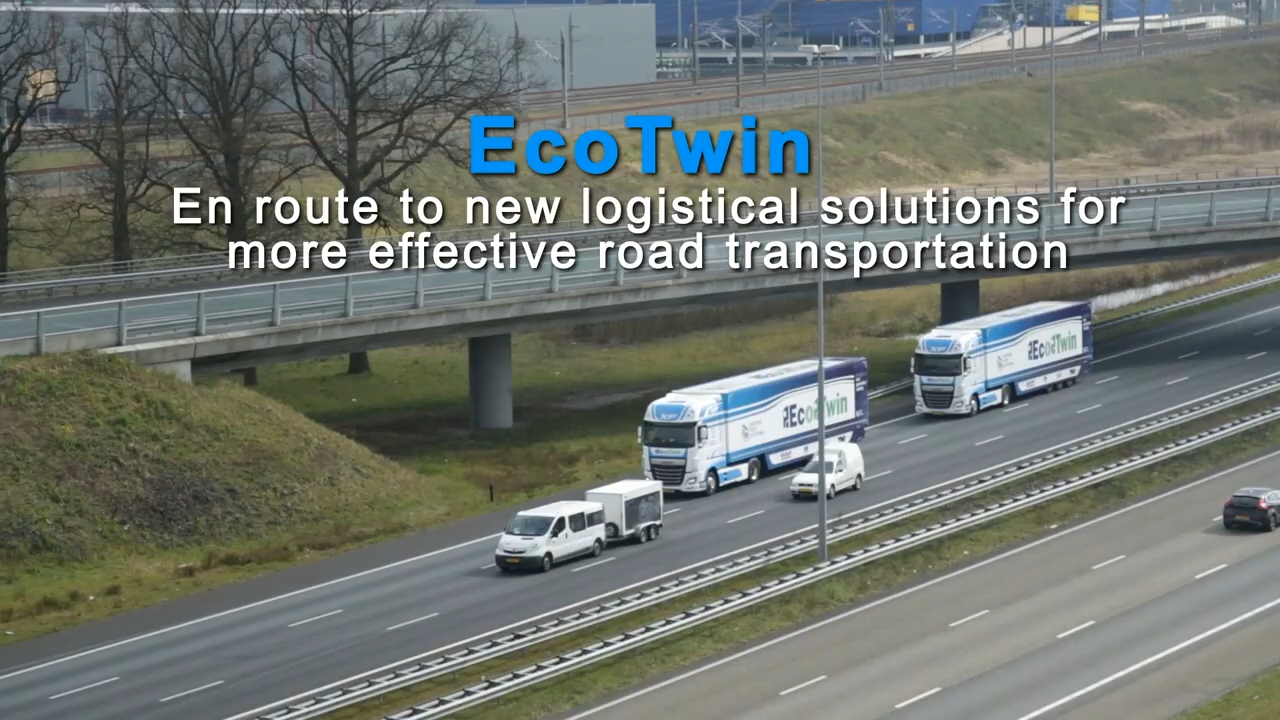 EcoTwin
En route to new logistical solutions for
more effective road transportation
EcoTwin
EcoTwin